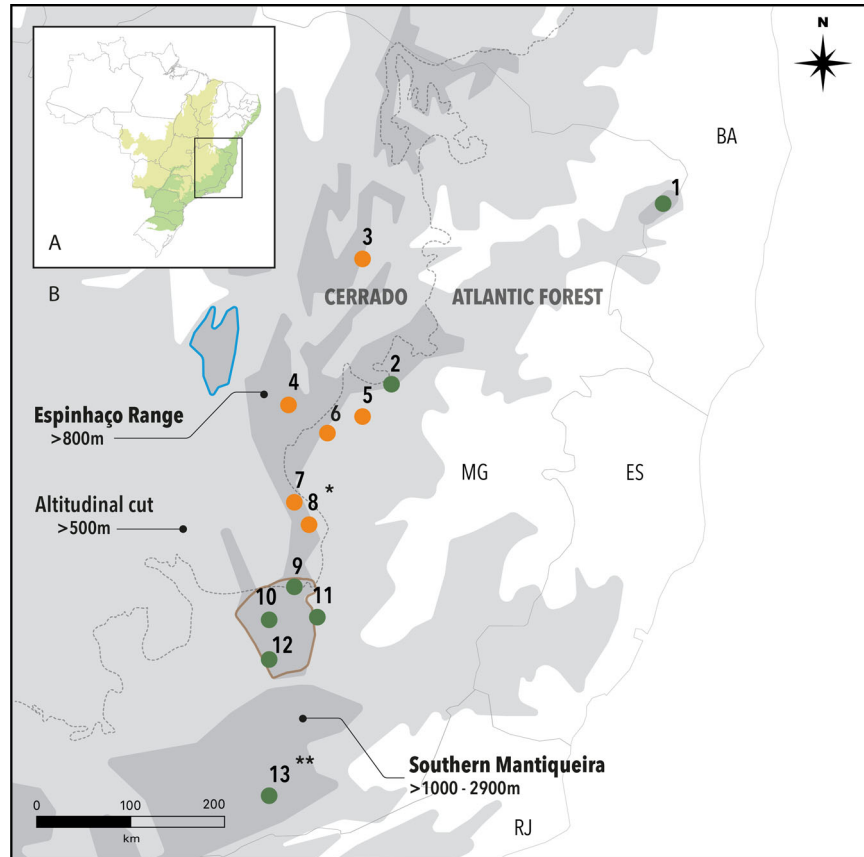 N
BA
1
A
3
B
CERRADO
ATLANTIC FOREST
2
4
5
Espinhaço Range
>800m
6
MG
ES
7
*
8
Altitudinal cut
>500m
9
10
11
12
Southern Mantiqueira
>1000 - 2900m
13
**
0
100
200
km
RJ